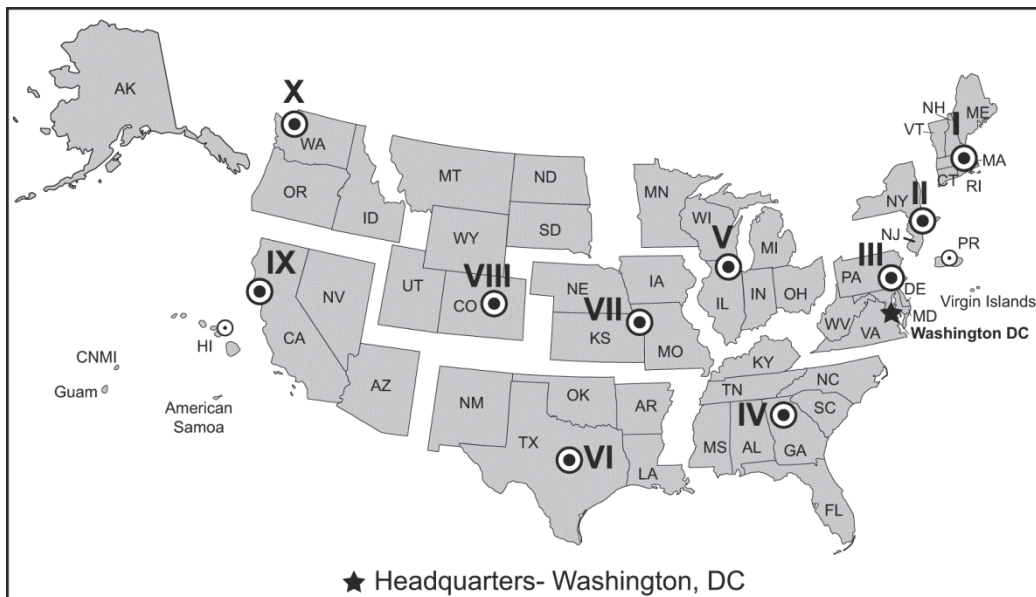 AK
X
WA
OR
ID
MT
ND
SD
WY
MN
WI
MI
NH
VT
ME
I
MA
CT
RI
NY
II
NJ
PR
Virgin Islands
III
PA
DE
MD
WV
VA
Washington DC
V
IL
IN
OH
IA
NE
VII
KS
MO
VIII
CO
UT
IX
NV
CA
AZ
HI
CNMI
Guam
American
Samoa
NM
OK
TX
VI
AR
LA
KY
TN
NC
SC
IV
MS
AL
GA
FL
Headquarters- Washington, DC